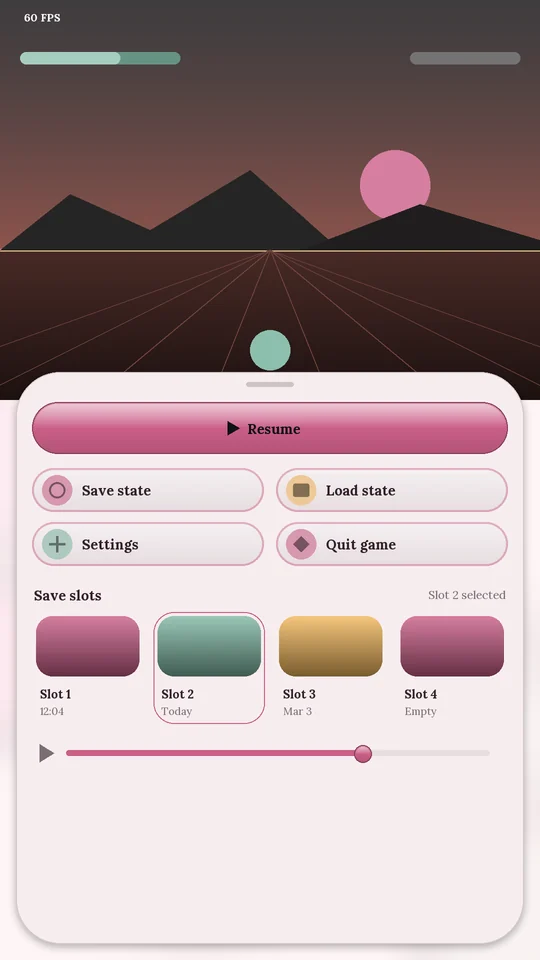 60 FPS
Resume
Save state
Load state
Settings
Quit game
Save slots
Slot 2 selected
Slot 1
Slot 2
Slot 3
Slot 4
12:04
Today
Mar 3
Empty